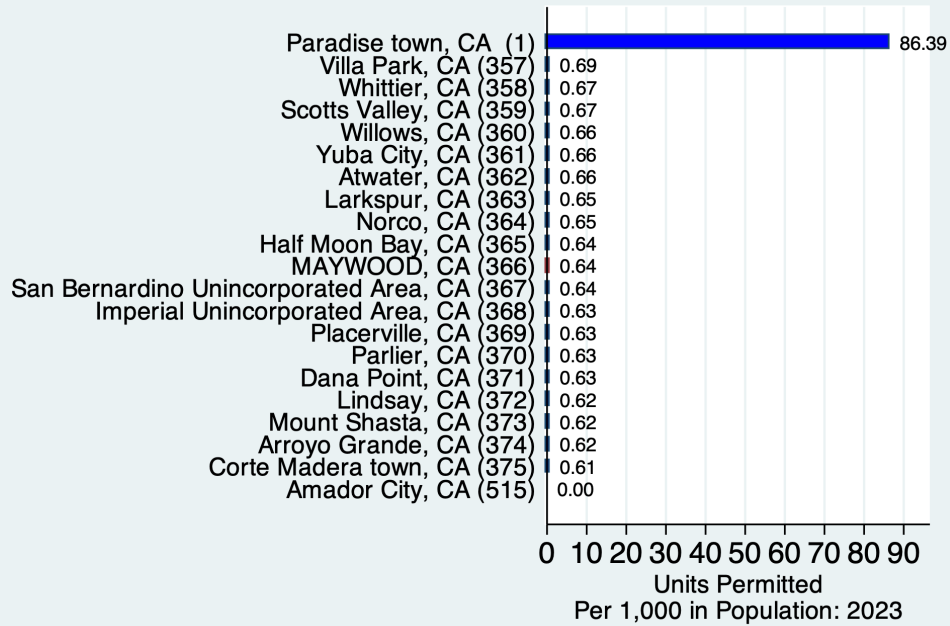 Paradise town, CA (1) 86.39
Villa Park, CA (357) 0.69
Whittier, CA (358) 0.67
Scotts Valley, CA (359) 0.67
Willows, CA (360) 0.66
Yuba City, CA (361) 0.66
Atwater, CA (362) 0.66
Larkspur, CA (363) 0.65
Norco, CA (364) 0.65
Half Moon Bay, CA (365) 0.64
MAYWOOD, CA (366) 0.64
San Bernardino Unincorporated Area, CA (367) 0.64
Imperial Unincorporated Area, CA (368) 0.63
Placerville, CA (369) 0.63
Parlier, CA (370) 0.63
Dana Point, CA (371) 0.63
Lindsay, CA (372) 0.62
Mount Shasta, CA (373) 0.62
Arroyo Grande, CA (374) 0.62
Corte Madera town, CA (375) 0.61
Amador City, CA (515) 0.00
0 10 20 30 40 50 60 70 80 90
Units Permitted
Per 1,000 in Population: 2023